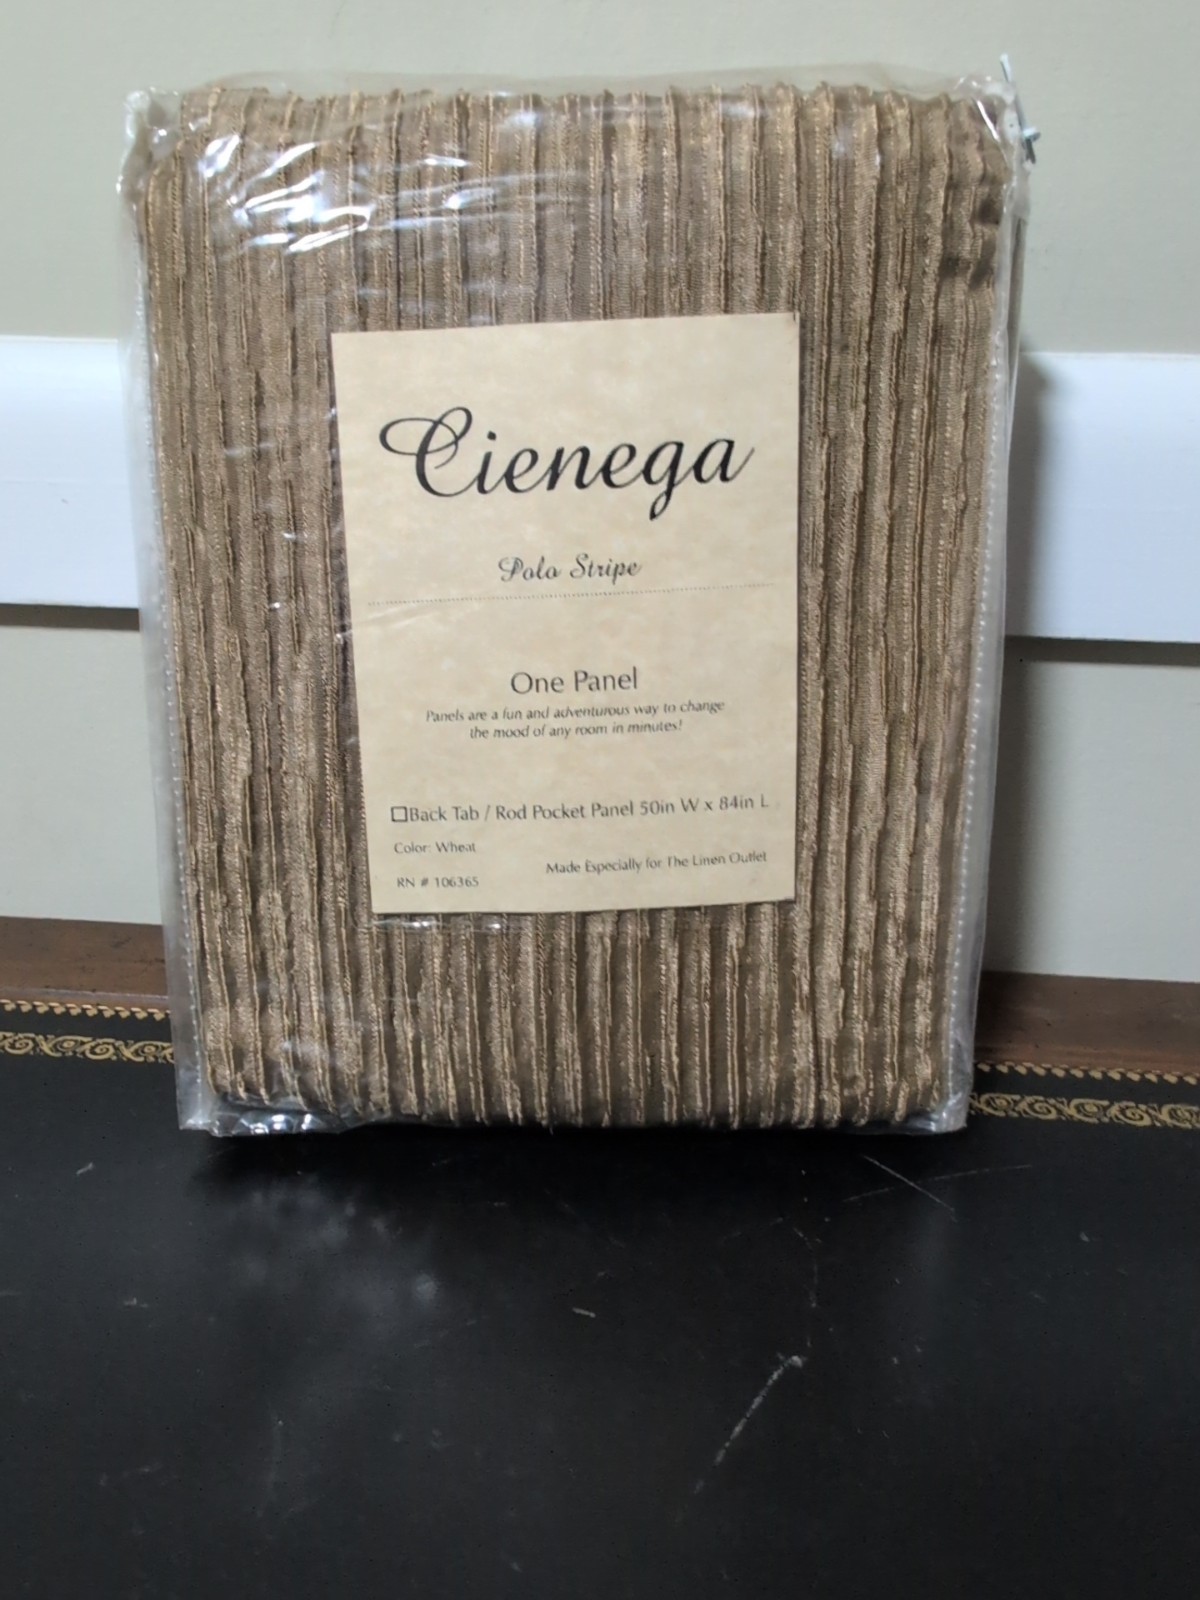 Cienega
Polo Stripe
One Panel
Panels are a fun and adventurous way to change
the mood of any room in minutes!
☐Back Tab / Rod Pocket Panel 50in W x 84in L
Color: Wheat
Made Especially for The Linen Outlet
RN # 106365